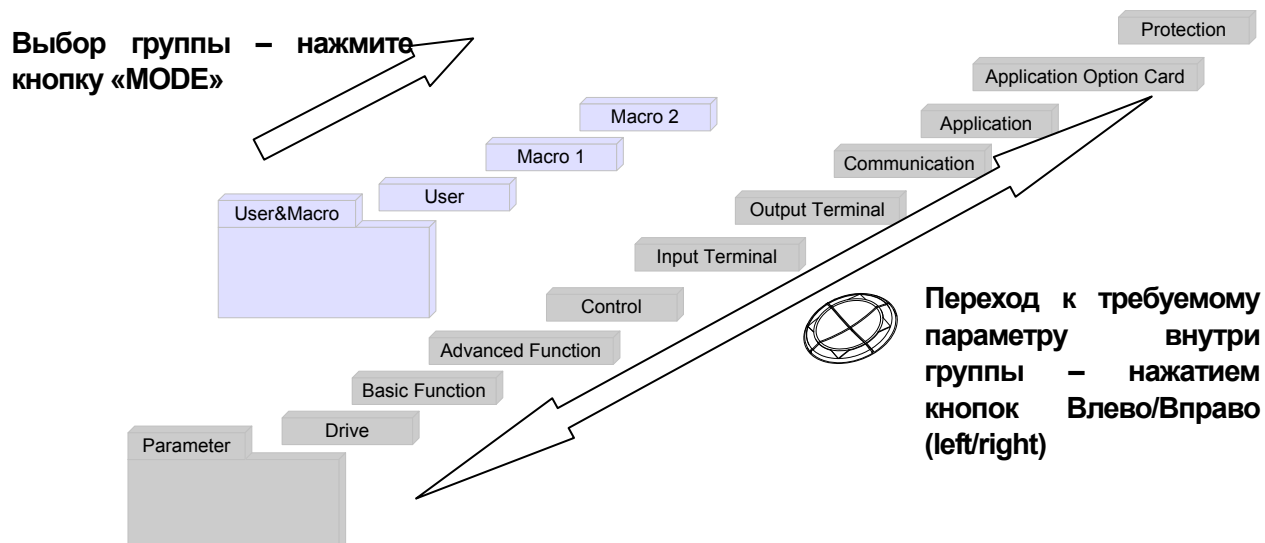 Выбор группы – нажмите
кнопку «MODE»
Protection
Application Option Card
Application
Communication
Output Terminal
Input Terminal
Control
Advanced Function
Basic Function
Drive
Parameter
Macro 2
Macro 1
User
User&Macro
Переход к требуемому
параметру внутри
группы – нажатием
кнопок Влево/Вправо
(left/right)